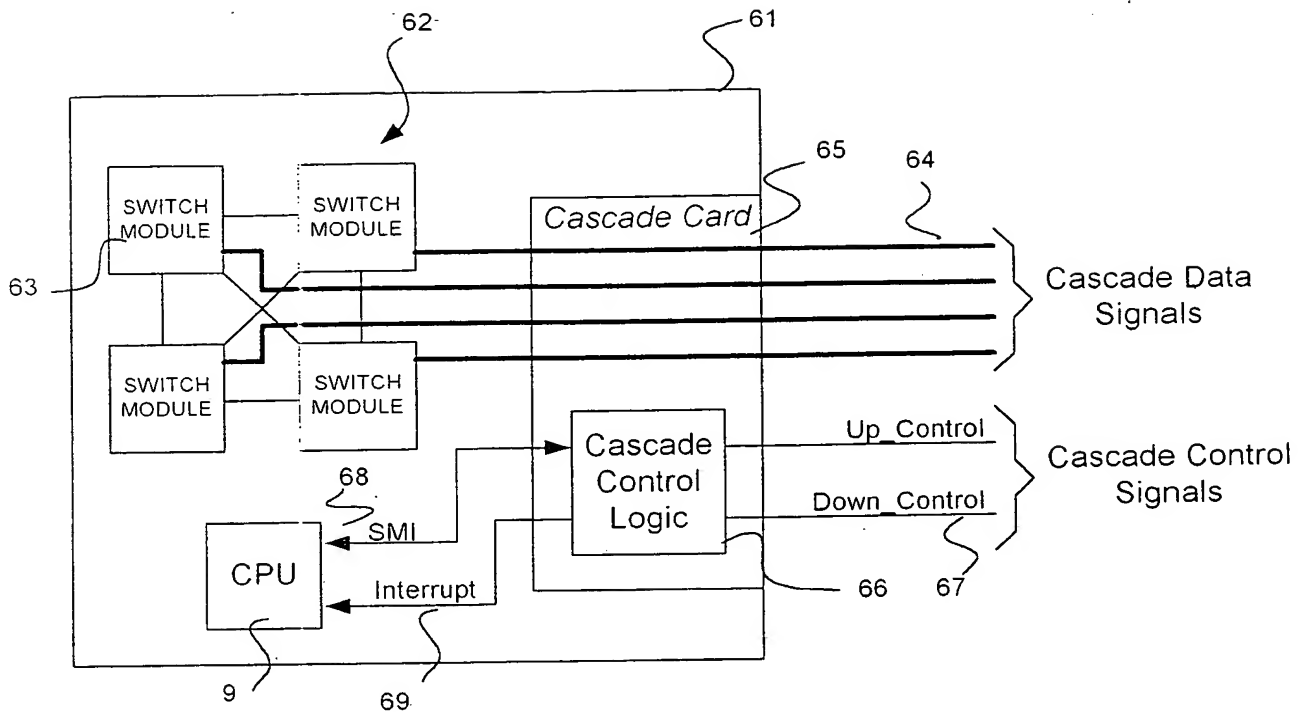 62
61
65
64
Cascade Card
SWITCH
MODULE
SWITCH
MODULE
63
Cascade Data
Signals
SWITCH
MODULE
SWITCH
MODULE
Cascade
Control
Logic
Up_Control
Down_Control
Cascade Control
Signals
68
SMI
CPU
Interrupt
66
67
9
69